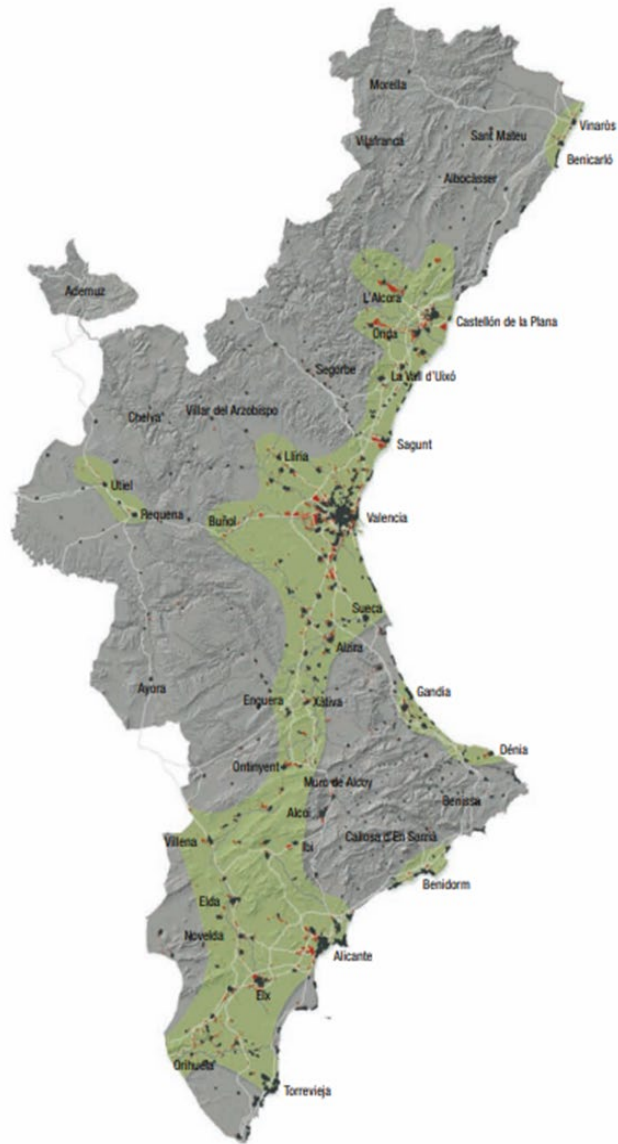 Morella
Vinaròs
Vilafranca
Sant Mateu
Benicarló
Albocàsser
Ademuz
L'Alcora
Castellón de la Plana
Onda
Segorbe
La Vall d'Uixó
Villar del Arzobispo
Chelva
Sagunt
Llíria
Utiel
Requena
Buñol
Valencia
Sueca
Alzira
Ayora
Enguera
Xàtiva
Gandia
Dénia
Ontinyent
Muro de Alcoy
Benissa
Alcoi
Villena
Callosa d'En Sarrià
Ibi
Benidorm
Elda
Novelda
Alicante
Elx
Orihuela
Torrevieja